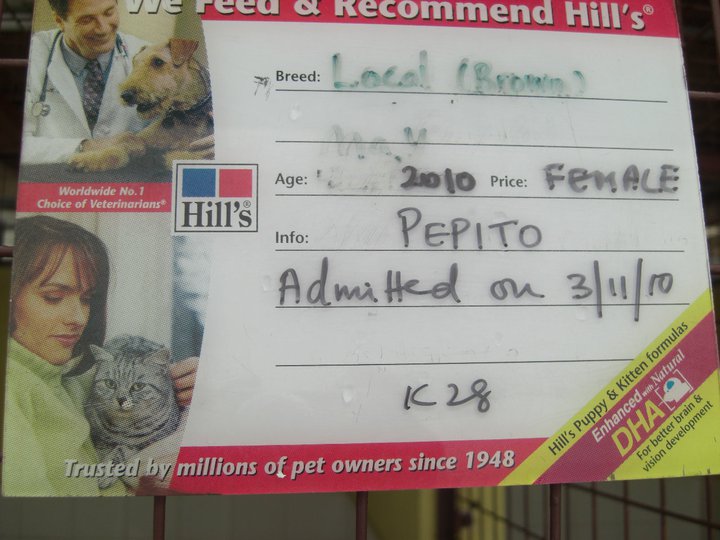 We Feed & Recommend Hill's®
Breed: Local (Brown)
Age: 2010 Price: FEMALE
Info: PEPITO
Admitted on 3/11/10
K28
Worldwide No.1
Choice of Veterinarians®
Hill's®
Hill's Puppy & Kitten formulas
Enhanced with Natural
DHA
For better brain &
vision development
Trusted by millions of pet owners since 1948